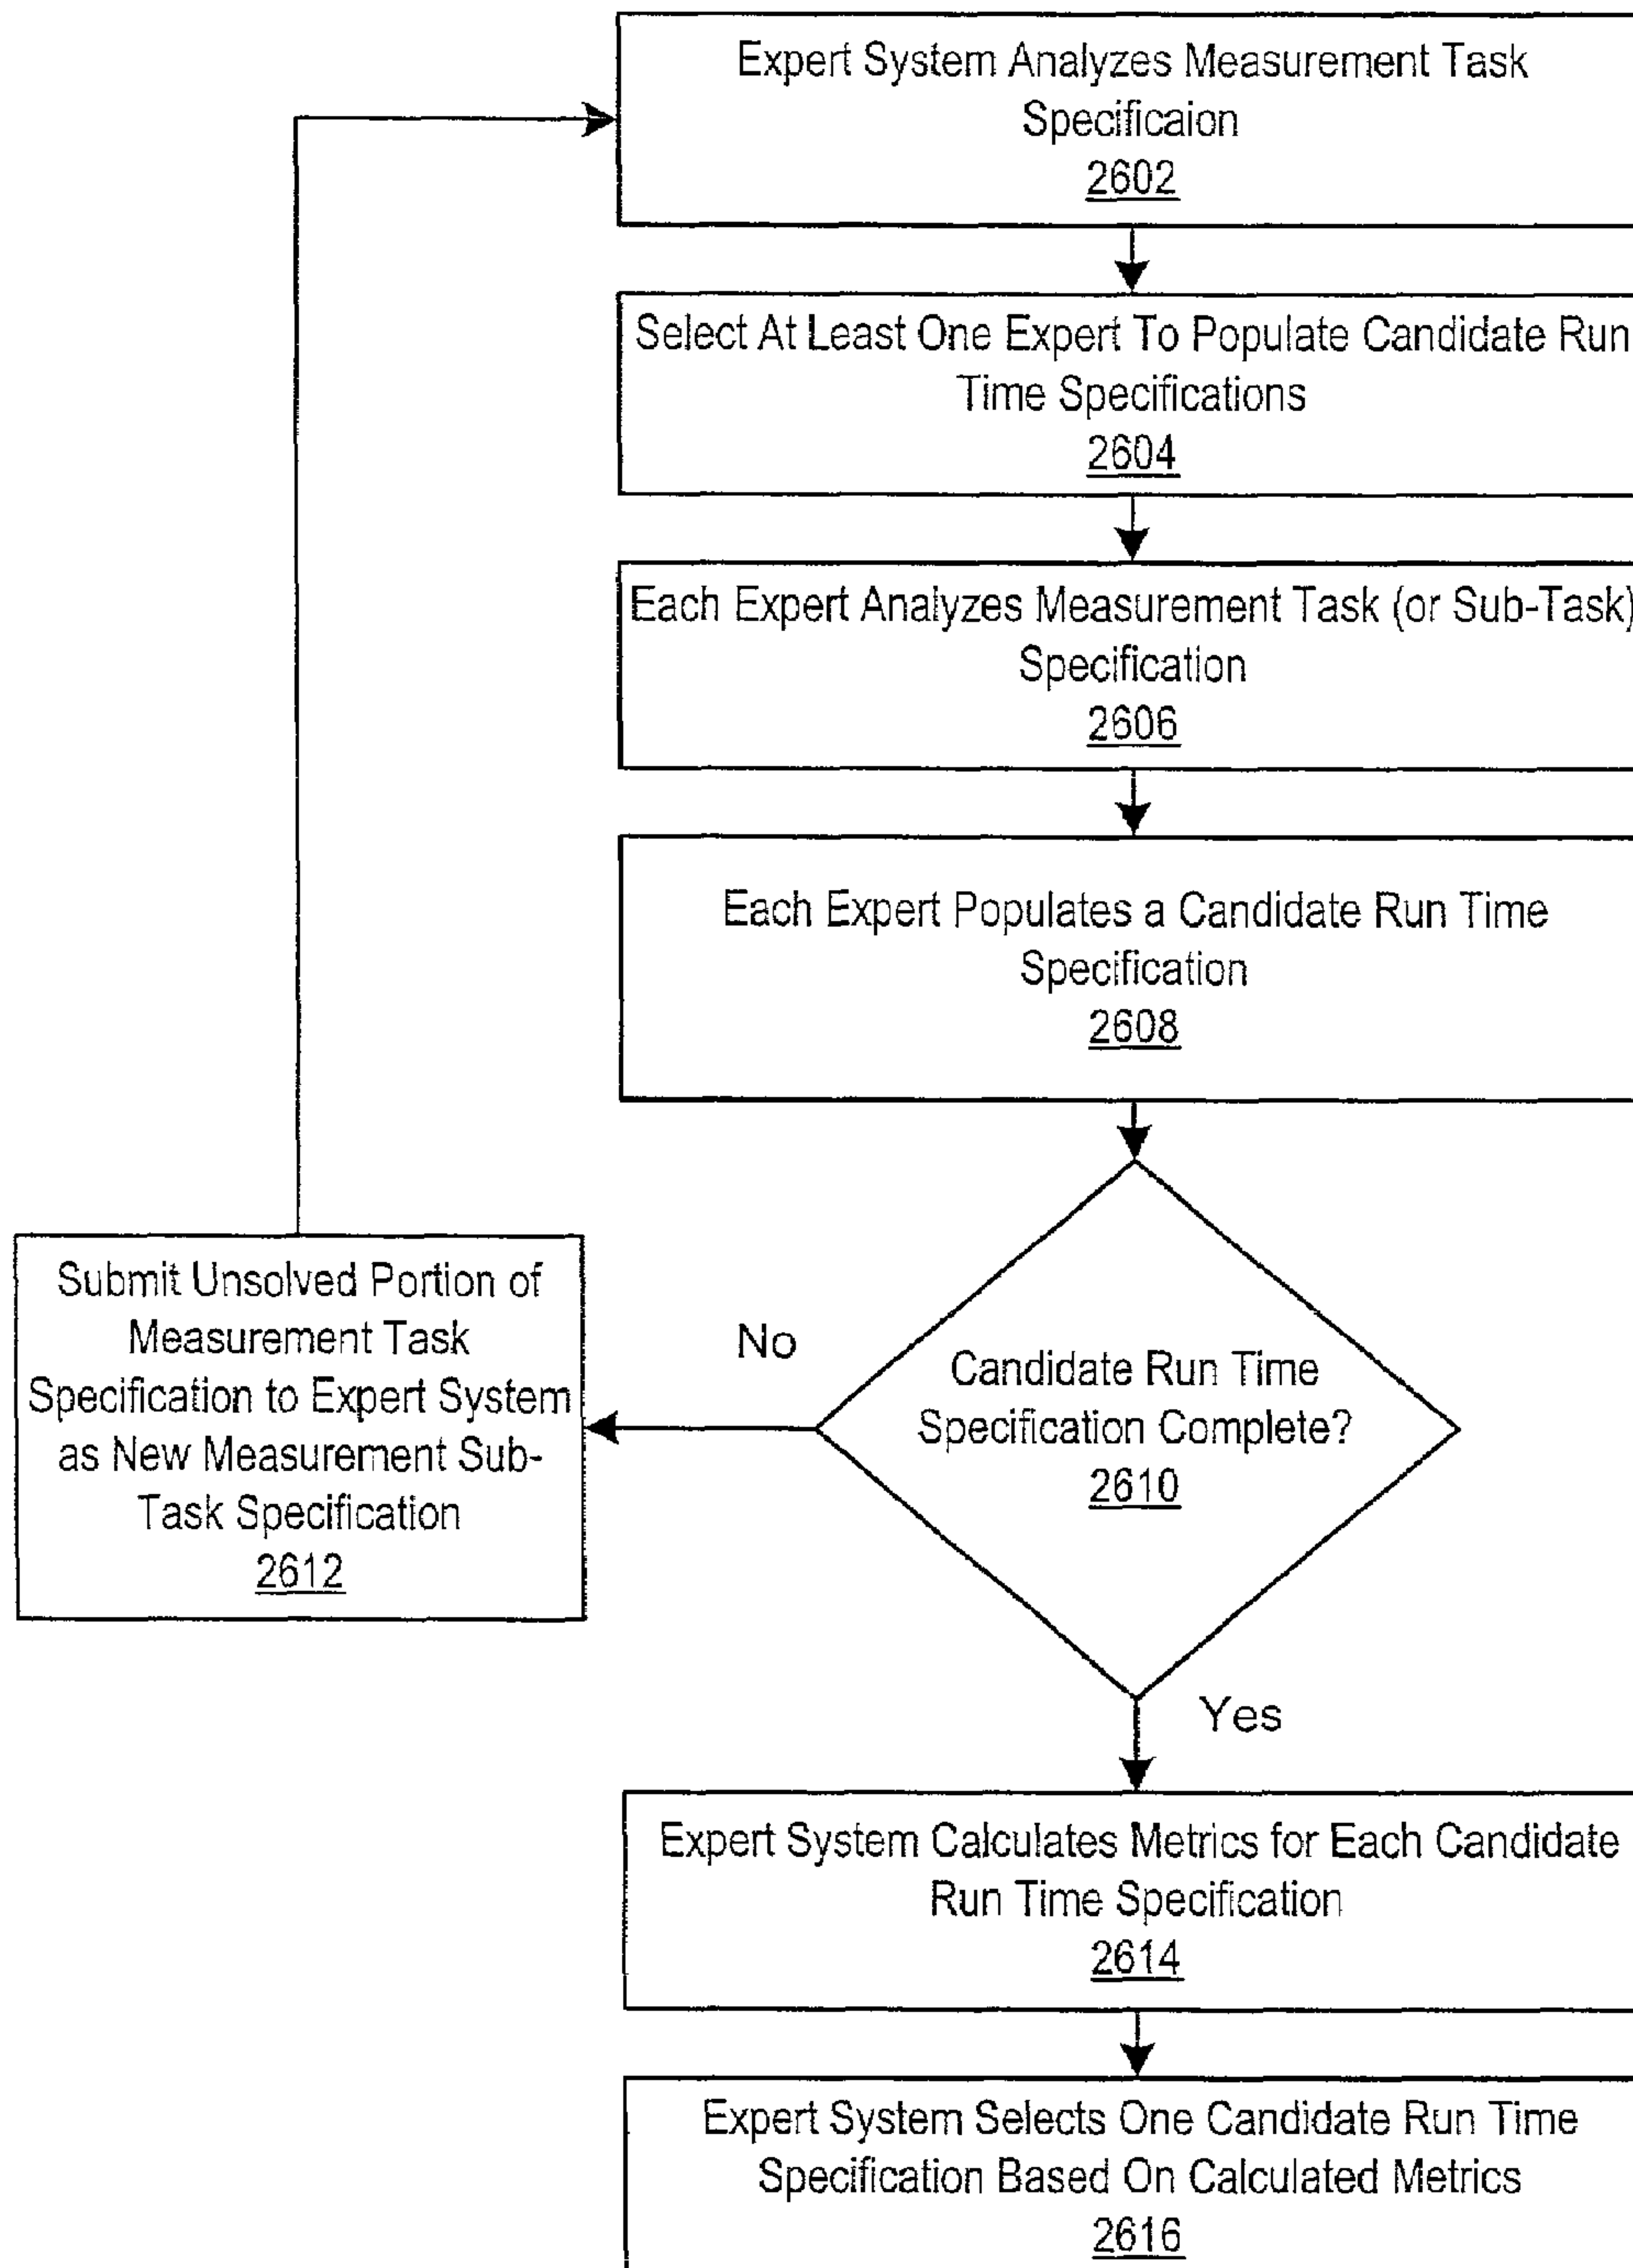 Expert System Analyzes Measurement Task
Specificaion
2602
Select At Least One Expert To Populate Candidate Run
Time Specifications
2604
Each Expert Analyzes Measurement Task (or Sub-Task)
Specification
2606
Each Expert Populates a Candidate Run Time
Specification
2608
Candidate Run Time
Specification Complete?
2610
No
Submit Unsolved Portion of
Measurement Task
Specification to Expert System
as New Measurement Sub-
Task Specification
2612
Yes
Expert System Calculates Metrics for Each Candidate
Run Time Specification
2614
Expert System Selects One Candidate Run Time
Specification Based On Calculated Metrics
2616